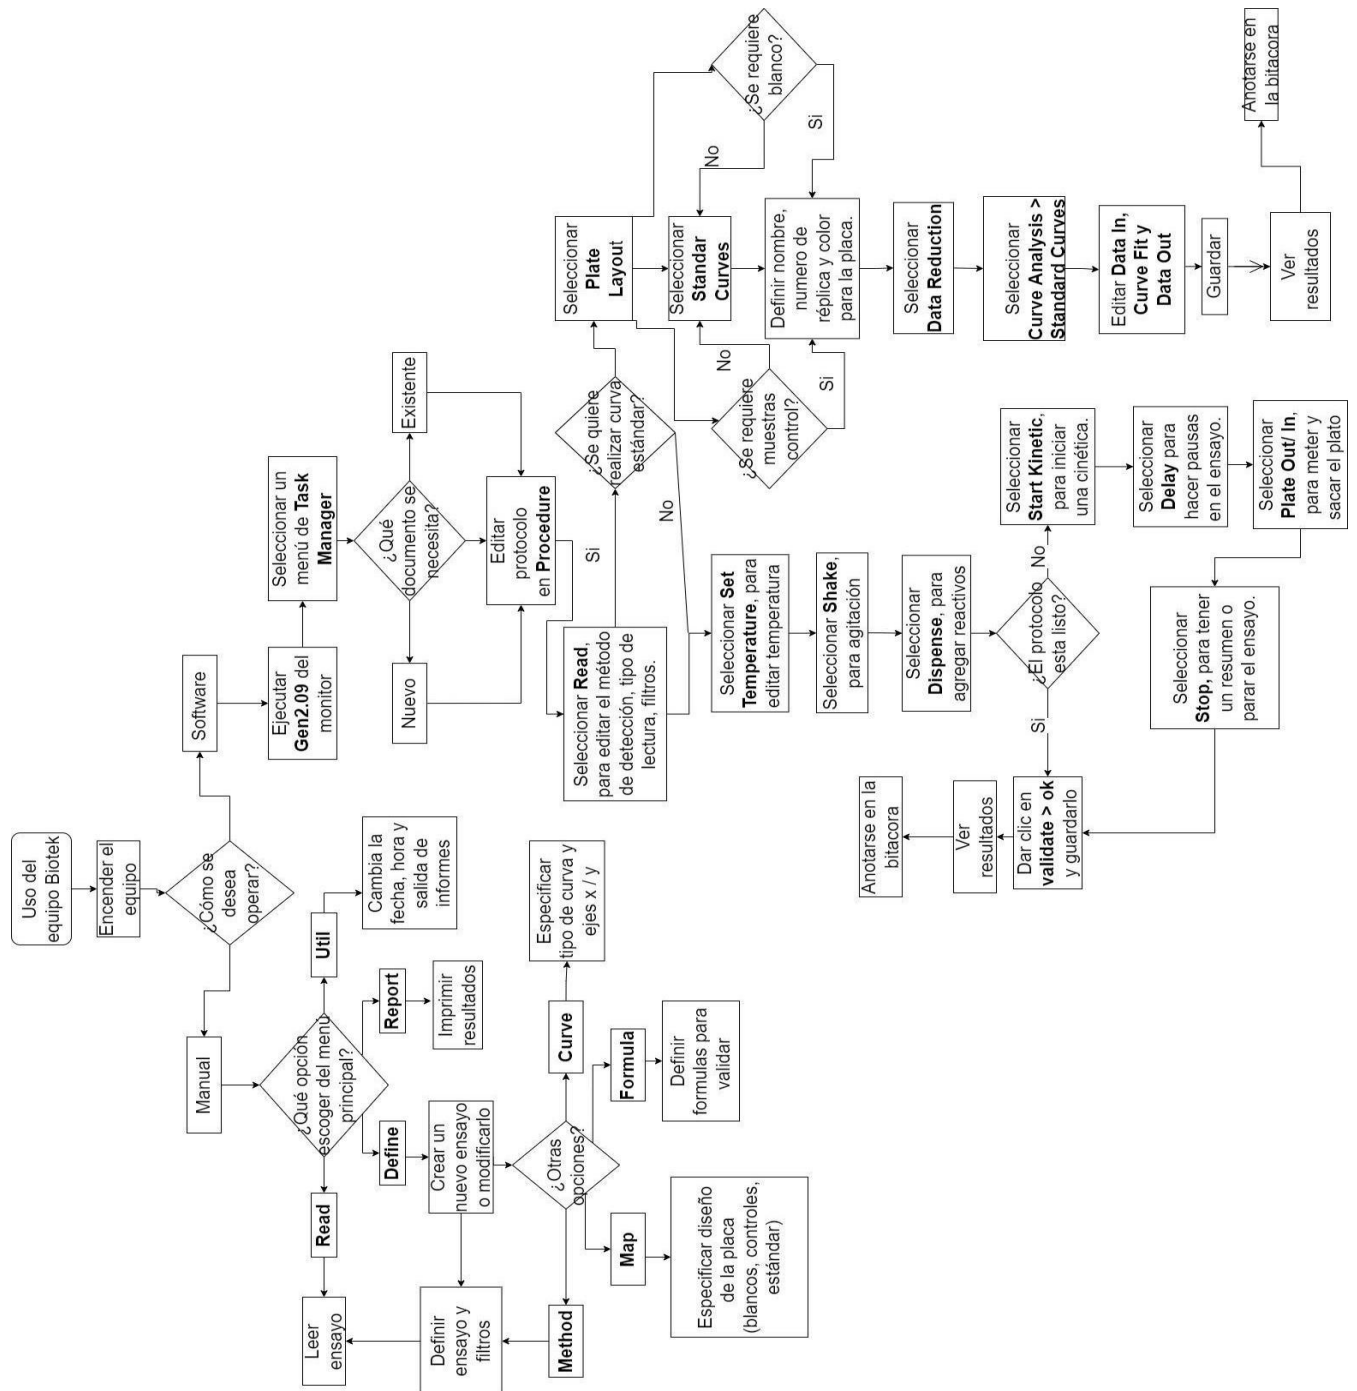 Uso del
equipo Biotek
Encender el
equipo
¿Cómo se
desea
operar?
Manual
Software
¿Qué opción
escoger del menú
principal?
Read
Leer
ensayo
Define
Crear un
nuevo ensayo
o modificarlo
Definir
ensayo y
filtros
Report
Imprimir
resultados
Util
Cambia la
fecha, hora y
salida de
informes
¿Otras
opciones?
Method
Map
Especificar diseño
de la placa
(blancos, controles,
estándar)
Formula
Definir
formulas para
validar
Curve
Especificar
tipo de curva y
ejes x / y
Ejecutar
Gen2.09 del
monitor
Seleccionar un
menú de Task
Manager
¿Qué
documento se
necesita?
Nuevo
Existente
Editar
protocolo
en Procedure
Seleccionar Read,
para editar el método
de detección, tipo de
lectura, filtros.
Si
¿Se quiere
realizar curva
estándar?
No
Seleccionar
Plate
Layout
¿Se requiere
blanco?
No
Si
Seleccionar
Standar
Curves
¿Se requiere
muestras
control?
No
Si
Definir nombre,
numero de
réplica y color
para la placa.
Seleccionar
Data Reduction
Seleccionar
Curve Analysis >
Standard Curves
Editar Data In,
Curve Fit y
Data Out
Guardar
Ver
resultados
Anotarse en
la bitacora
Seleccionar Set
Temperature, para
editar temperatura
Seleccionar Shake,
para agitación
Seleccionar
Dispense, para
agregar reactivos
¿El protocolo
esta listo?
Si
No
Seleccionar
Start Kinetic,
para iniciar
una cinética.
Seleccionar
Delay para
hacer pausas
en el ensayo.
Seleccionar
Plate Out/ In,
para meter y
sacar el plato
Seleccionar
Stop, para tener
un resumen o
parar el ensayo.
Dar clic en
validate > ok
y guardarlo
Ver
resultados
Anotarse en la
bitacora